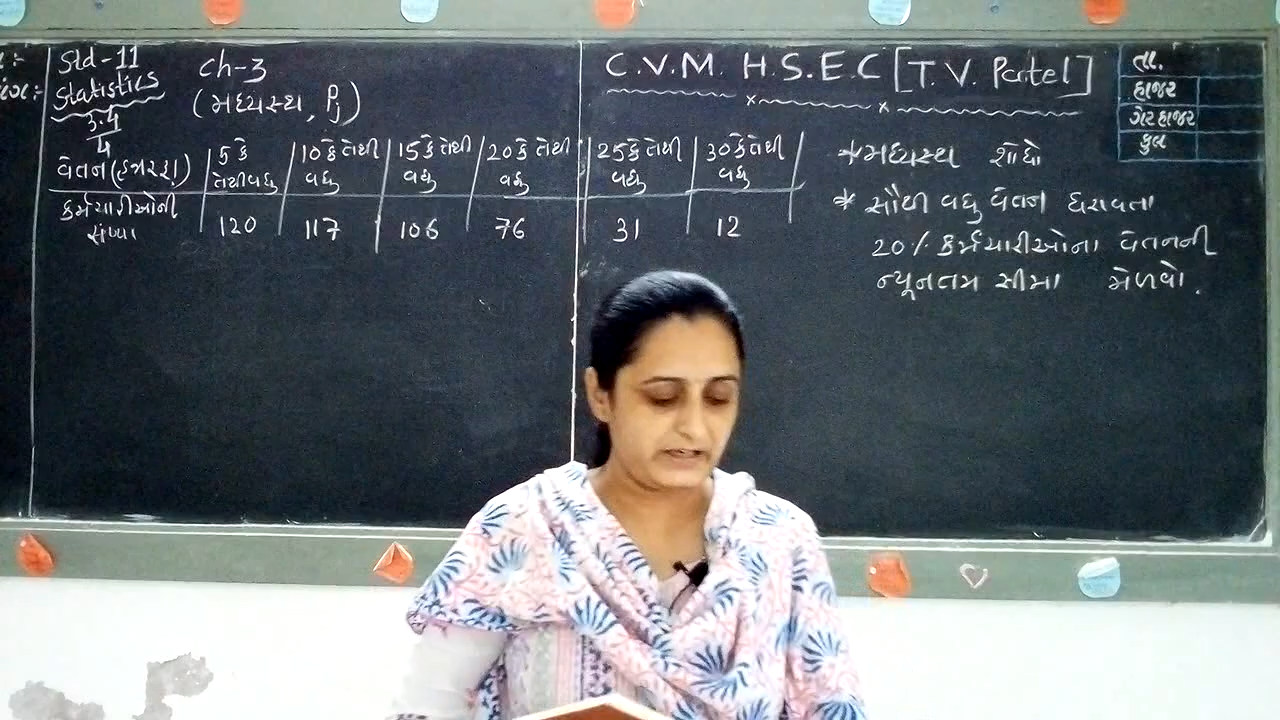 Std-11
Statistics
3.4
4
Ch-3
(મધ્યસ્થ, Pj)
C.V.M. H.S.E.C [T.V. Patel]
તા.
હાજર
ગેરહાજર
કુલ
વેતન (હજારરૂ)
5 કે તેથી વધુ
10 કે તેથી વધુ
15 કે તેથી વધુ
20 કે તેથી વધુ
25 કે તેથી વધુ
30 કે તેથી વધુ
કર્મચારીઓની સંખ્યા
120 117 106 76 31 12
* મધ્યસ્થ શોધો
* સૌથી વધુ વેતન ધરાવતા
20% કર્મચારીઓના વેતનની
ન્યૂનતમ સીમા મેળવો.